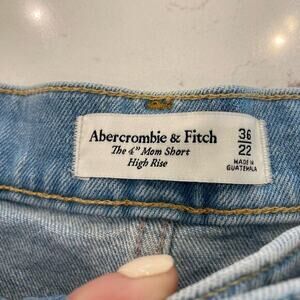 Abercrombie & Fitch
The 4" Mom Short
High Rise
36
22
MADE IN
GUATEMALA